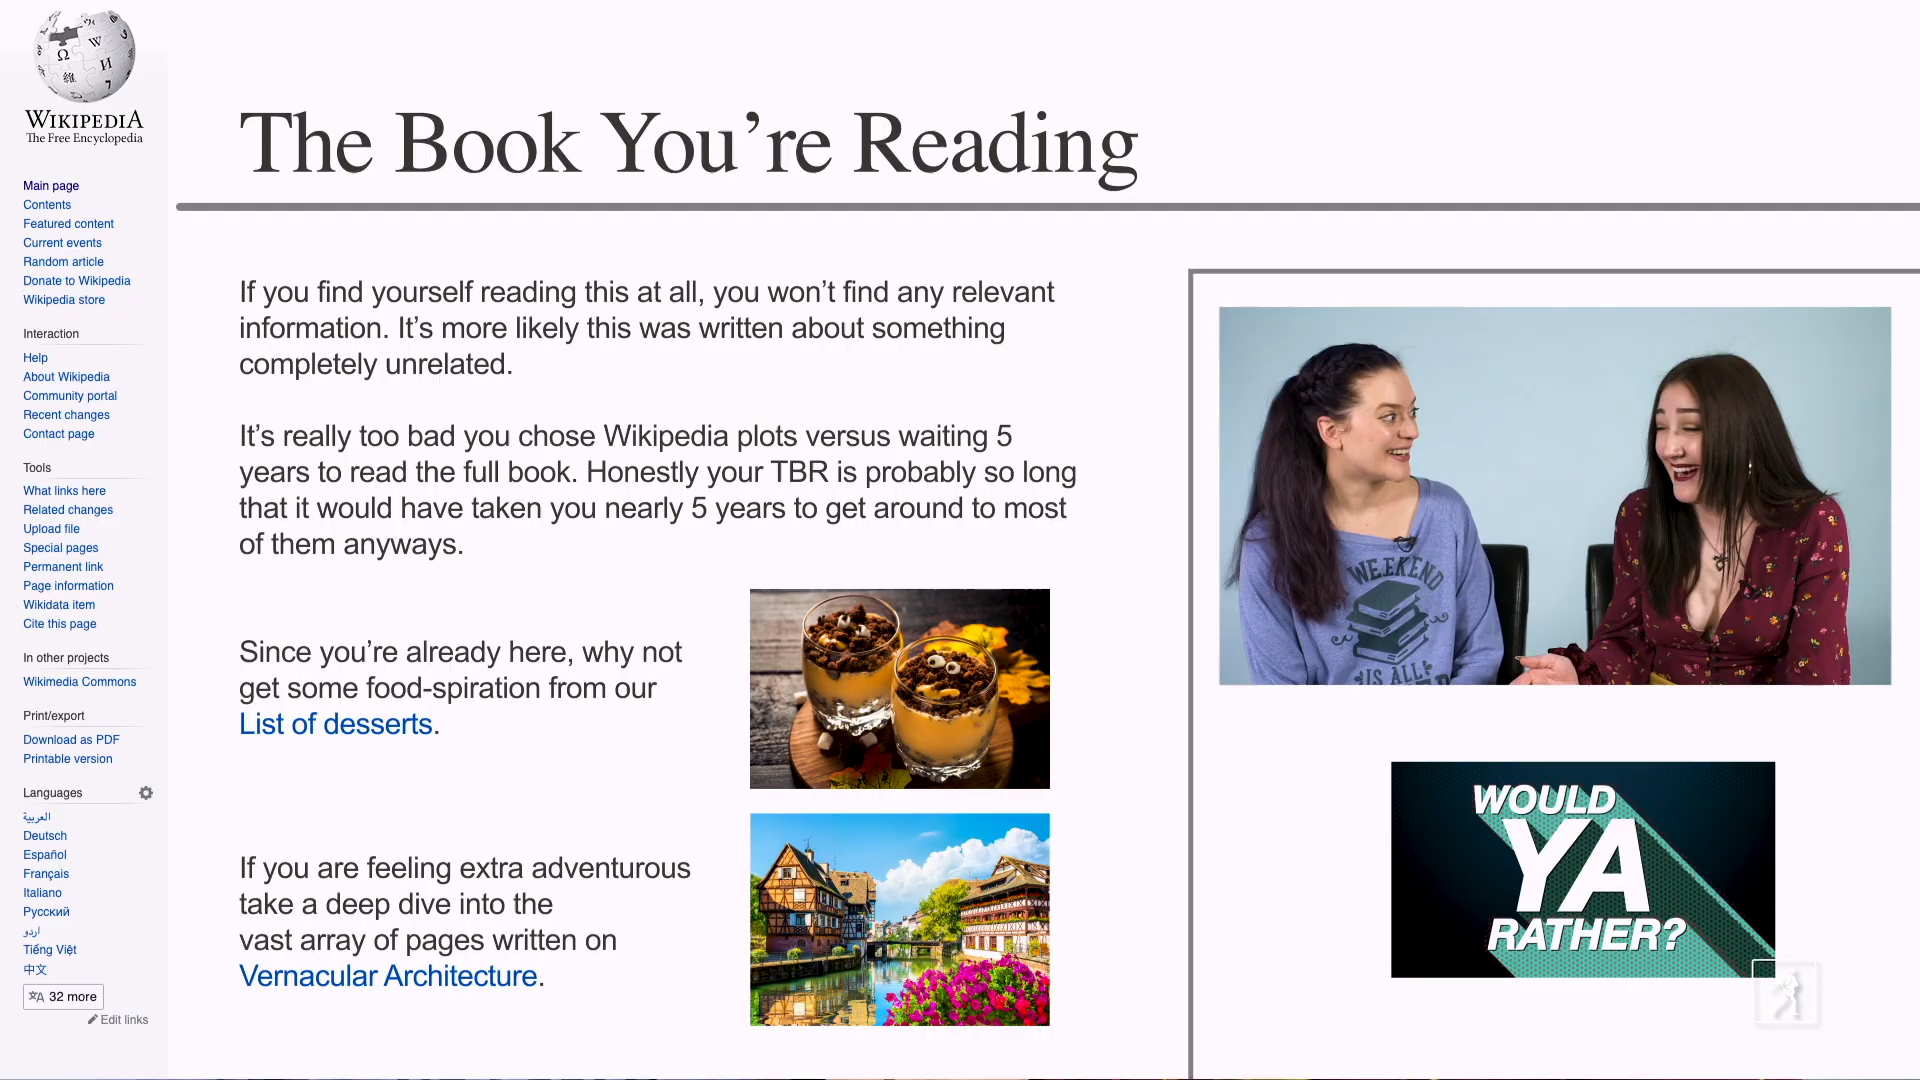 WIKIPEDIA
The Free Encyclopedia
Main page
Contents
Featured content
Current events
Random article
Donate to Wikipedia
Wikipedia store
Interaction
Help
About Wikipedia
Community portal
Recent changes
Contact page
Tools
What links here
Related changes
Upload file
Special pages
Permanent link
Page information
Wikidata item
Cite this page
In other projects
Wikimedia Commons
Print/export
Download as PDF
Printable version
Languages
العربية
Deutsch
Español
Français
Italiano
Русский
اردو
Tiếng Việt
中文
32 more
Edit links
The Book You’re Reading
If you find yourself reading this at all, you won’t find any relevant
information. It’s more likely this was written about something
completely unrelated.
It’s really too bad you chose Wikipedia plots versus waiting 5
years to read the full book. Honestly your TBR is probably so long
that it would have taken you nearly 5 years to get around to most
of them anyways.
Since you’re already here, why not
get some food-spiration from our
List of desserts.
If you are feeling extra adventurous
take a deep dive into the
vast array of pages written on
Vernacular Architecture.
WEEKEND
IS ALL
WOULD
YA
RATHER?